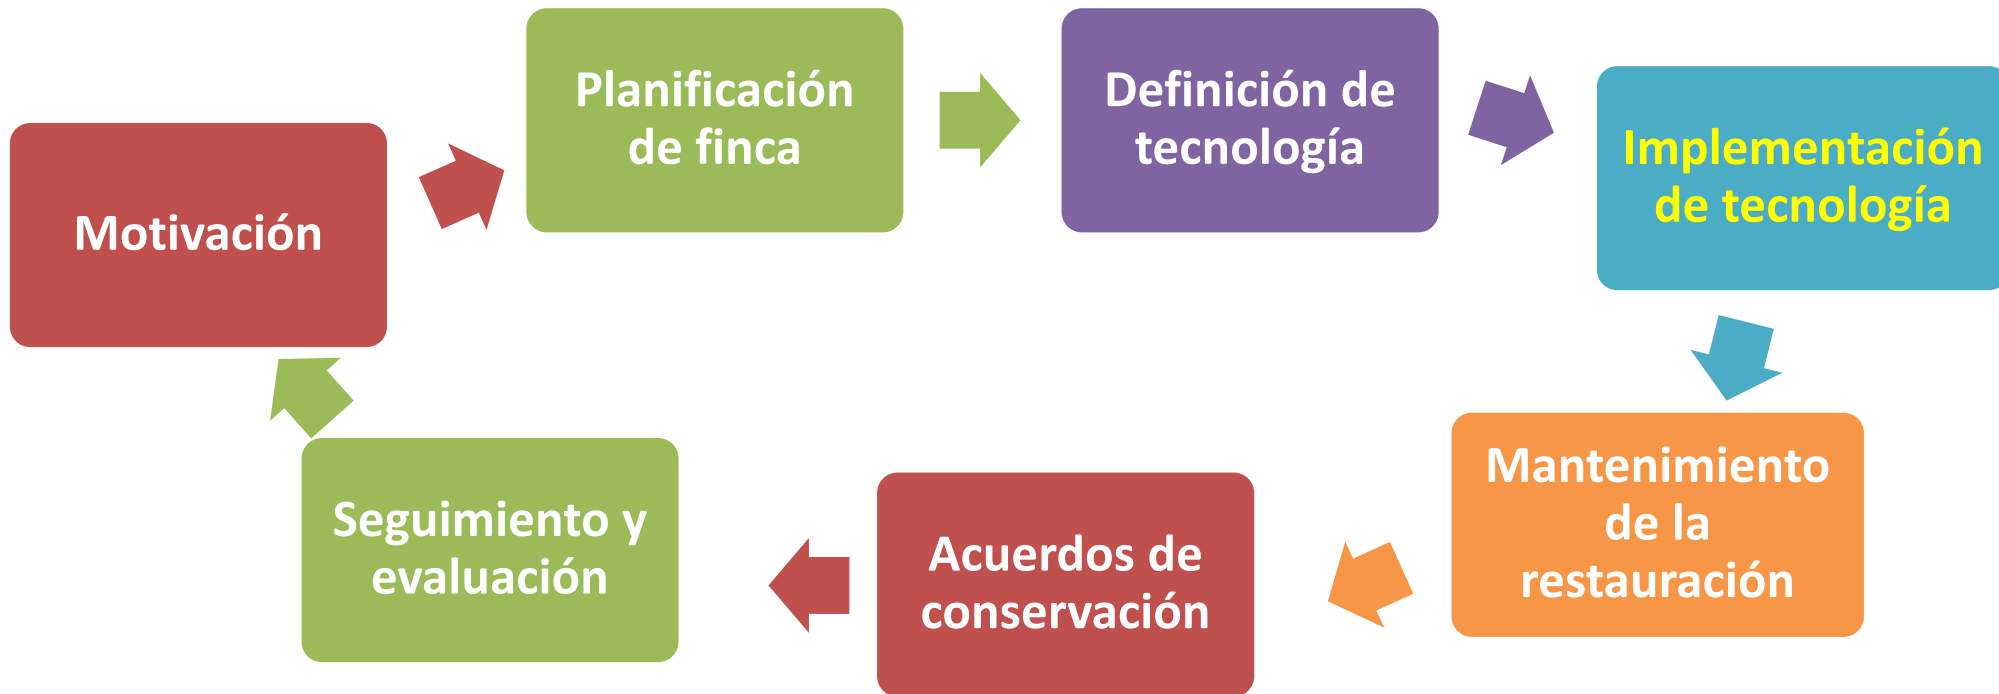 Motivación
Planificación
de finca
Definición de
tecnología
Implementación
de tecnología
Mantenimiento
de la
restauración
Acuerdos de
conservación
Seguimiento y
evaluación